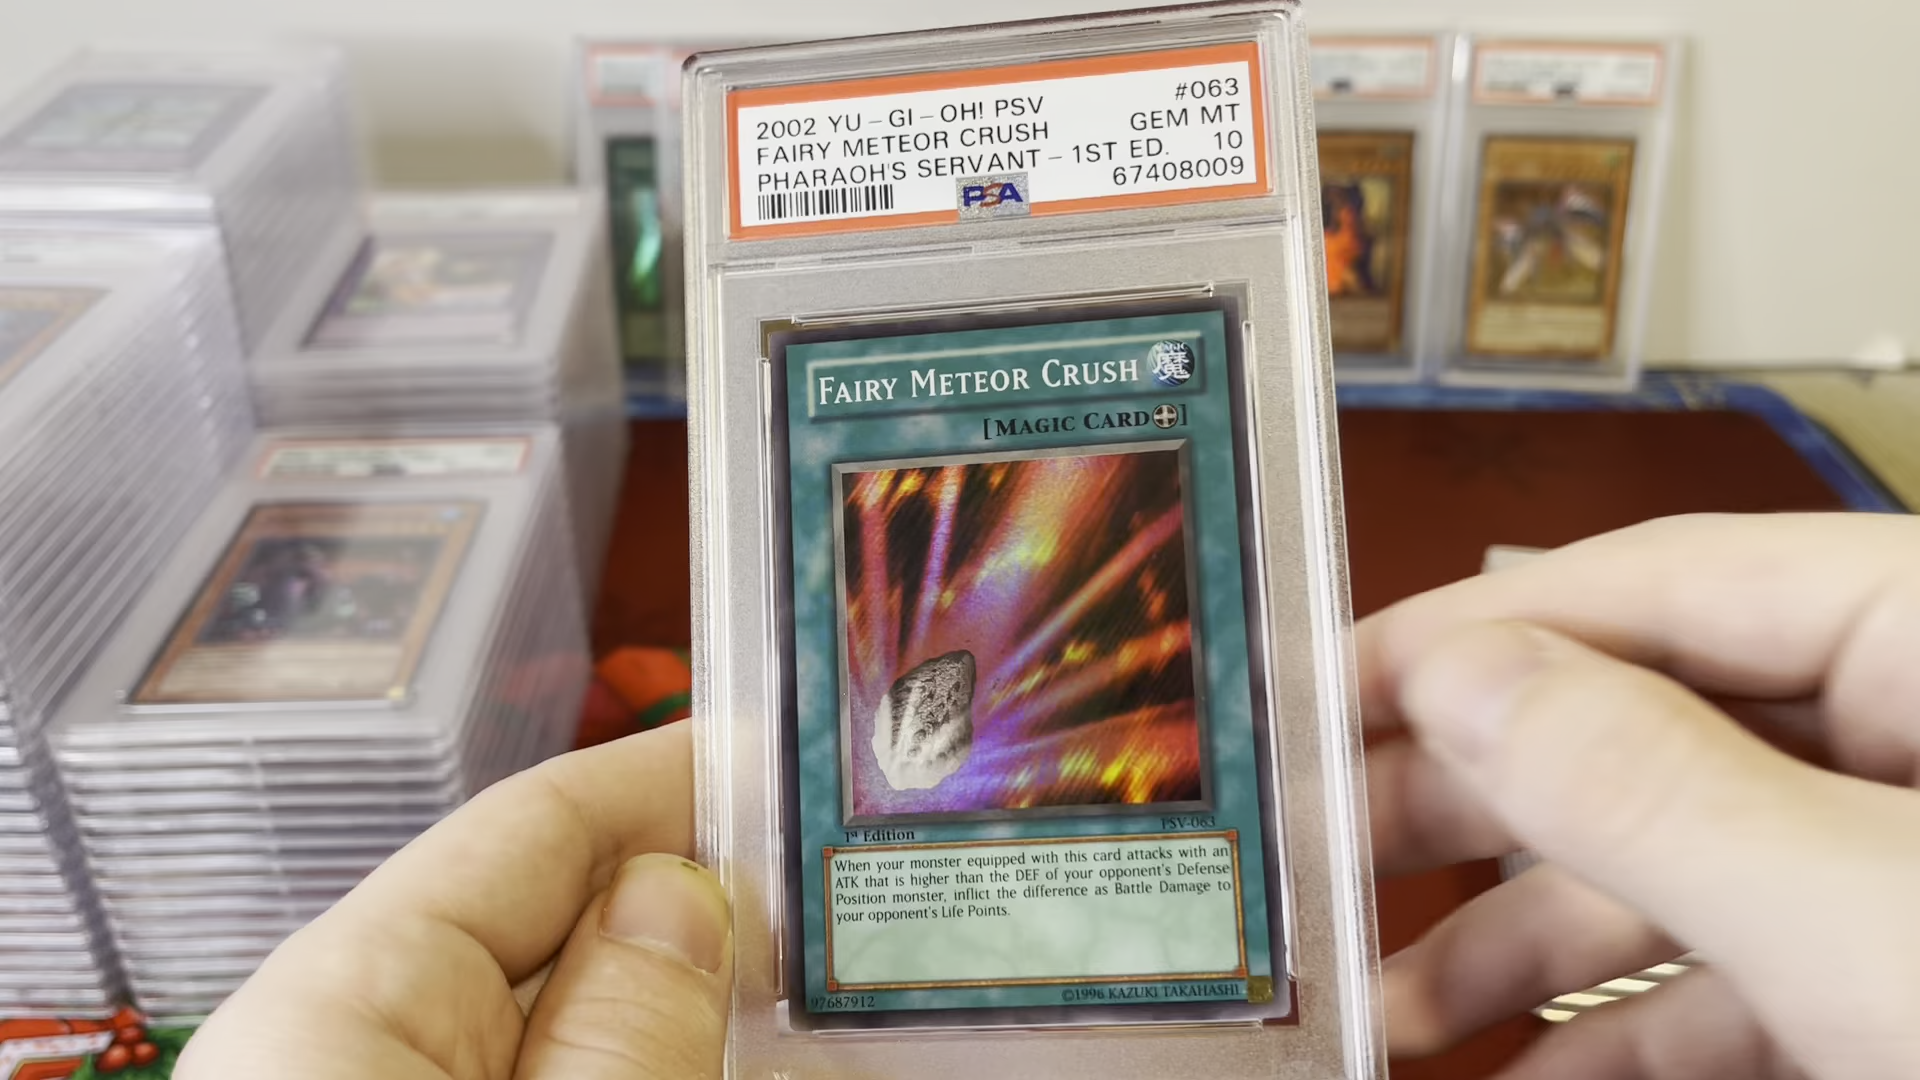 2002 YU-GI-OH! PSV #063
FAIRY METEOR CRUSH GEM MT
PHARAOH'S SERVANT-1ST ED. 10
PSA 67408009
FAIRY METEOR CRUSH
MAGIC
魔
[MAGIC CARD]
1st Edition
PSV-063
When your monster equipped with this card attacks with an
ATK that is higher than the DEF of your opponent's Defense
Position monster, inflict the difference as Battle Damage to
your opponent's Life Points.
97687912
©1996 KAZUKI TAKAHASHI